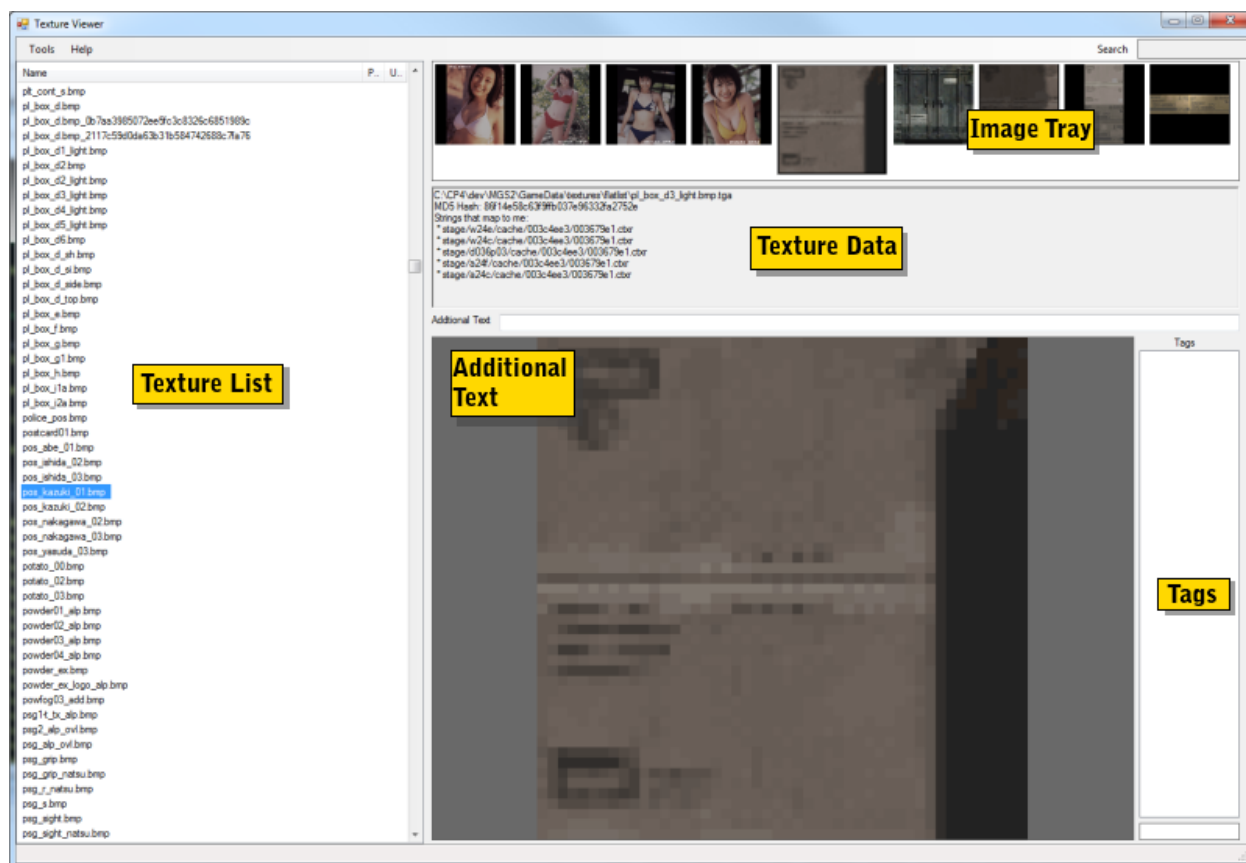 Texture Viewer
Tools Help
Search
Name P.. U..
plt_cont_s.bmp
pl_box_d.bmp
pl_box_d.bmp_0b7aa3985072ee5fc3c8326c6851989c
pl_box_d.bmp_2117c59d0da63b31b584742688c7fa76
pl_box_d1_light.bmp
pl_box_d2.bmp
pl_box_d2_light.bmp
pl_box_d3_light.bmp
pl_box_d4_light.bmp
pl_box_d5_light.bmp
pl_box_d6.bmp
pl_box_d_sh.bmp
pl_box_d_si.bmp
pl_box_d_side.bmp
pl_box_d_top.bmp
pl_box_e.bmp
pl_box_f.bmp
pl_box_g.bmp
pl_box_g1.bmp
pl_box_h.bmp
pl_box_i1a.bmp
pl_box_i2a.bmp
police_pos.bmp
postcard01.bmp
pos_abe_01.bmp
pos_ishida_02.bmp
pos_ishida_03.bmp
pos_kazuki_01.bmp
pos_kazuki_02.bmp
pos_nakagawa_02.bmp
pos_nakagawa_03.bmp
pos_yasuda_03.bmp
potato_00.bmp
potato_02.bmp
potato_03.bmp
powder01_alp.bmp
powder02_alp.bmp
powder03_alp.bmp
powder04_alp.bmp
powder_ex.bmp
powder_ex_logo_alp.bmp
powfog03_add.bmp
psg1-t_tx_alp.bmp
psg2_alp_ovl.bmp
psg_alp_ovl.bmp
psg_grip.bmp
psg_grip_natsu.bmp
psg_r_natsu.bmp
psg_s.bmp
psg_sight.bmp
psg_sight_natsu.bmp
Texture List
Image Tray
C:\CP4\dev\MGS2\GameData\textures\flatlist\pl_box_d3_light.bmp.tga
MD5 Hash: 86f14e58c63f9ffb037e96332fa2752e
Strings that map to me:
* stage/w24e/cache/003c4ee3/003679e1.ctxr
* stage/w24c/cache/003c4ee3/003679e1.ctxr
* stage/d036p03/cache/003c4ee3/003679e1.ctxr
* stage/a24f/cache/003c4ee3/003679e1.ctxr
* stage/a24c/cache/003c4ee3/003679e1.ctxr
Texture Data
Addtional Text
Additional
Text
Tags
Tags